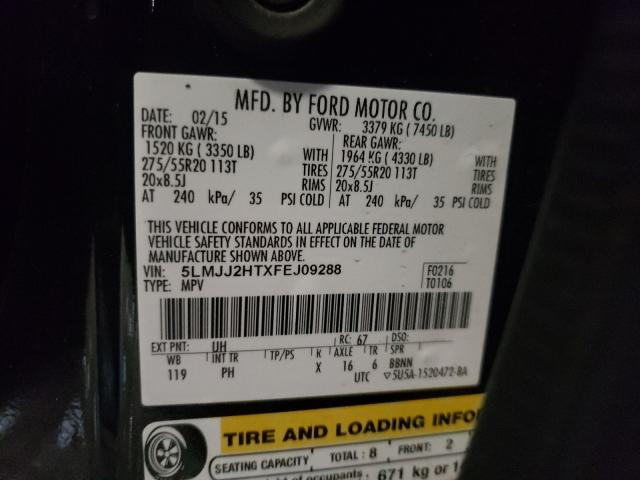 MFD. BY FORD MOTOR CO.
DATE: 02/15 GVWR: 3379 KG ( 7450 LB)
FRONT GAWR: REAR GAWR:
1520 KG ( 3350 LB) WITH 1964 KG ( 4330 LB) WITH
275/55R20 113T TIRES 275/55R20 113T TIRES
20x8.5J RIMS 20x8.5J RIMS
AT 240 kPa/ 35 PSI COLD AT 240 kPa/ 35 PSI COLD
THIS VEHICLE CONFORMS TO ALL APPLICABLE FEDERAL MOTOR
VEHICLE SAFETY STANDARDS IN EFFECT ON THE DATE OF
MANUFACTURE SHOWN ABOVE.
VIN: 5LMJJ2HTXFEJ09288 F0216
TYPE: MPV T0106
EXT PNT: UH RC: 67 DSO:
WB INT TR TP/PS R AXLE TR SPR
119 PH X 16 6 BBNN
UTC ▽5U5A-1520472-BA
TIRE AND LOADING INFO
SEATING CAPACITY TOTAL: 8 FRONT: 2
of occupants 671 kg or 1